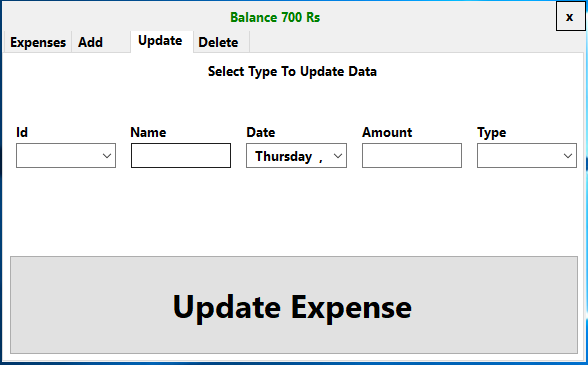 Balance 700 Rs
x
Expenses Add Update Delete
Select Type To Update Data
Id Name Date Amount Type
Thursday ,
Update Expense